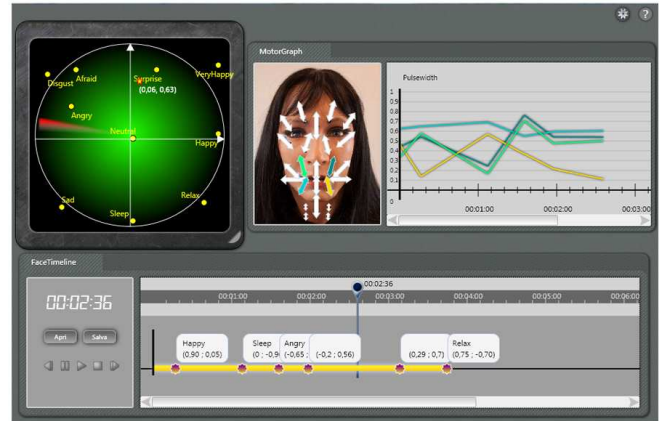 ?
Disgust
Afraid
Surprise
VeryHappy
(0,06, 0,63)
Angry
Neutral
Happy
Sad
Sleep
Relax
MotorGraph
Pulsewidth
1
0,9
0,8
0,7
0,6
0,5
0,4
0,3
0,2
0,1
0
00:01:00 00:02:00 00:03:00
FaceTimeline
00:02:36
Apri Salva
00:02:36
00:01:00 00:02:00 00:03:00 00:04:00 00:05:00 00:06:00
Happy Sleep Angry Relax
(0,90 ; 0,05) (0 ; -0,9 (-0,65 ; (-0,2 ; 0,56) (0,29 ; 0,7) (0,75 ; -0,70)